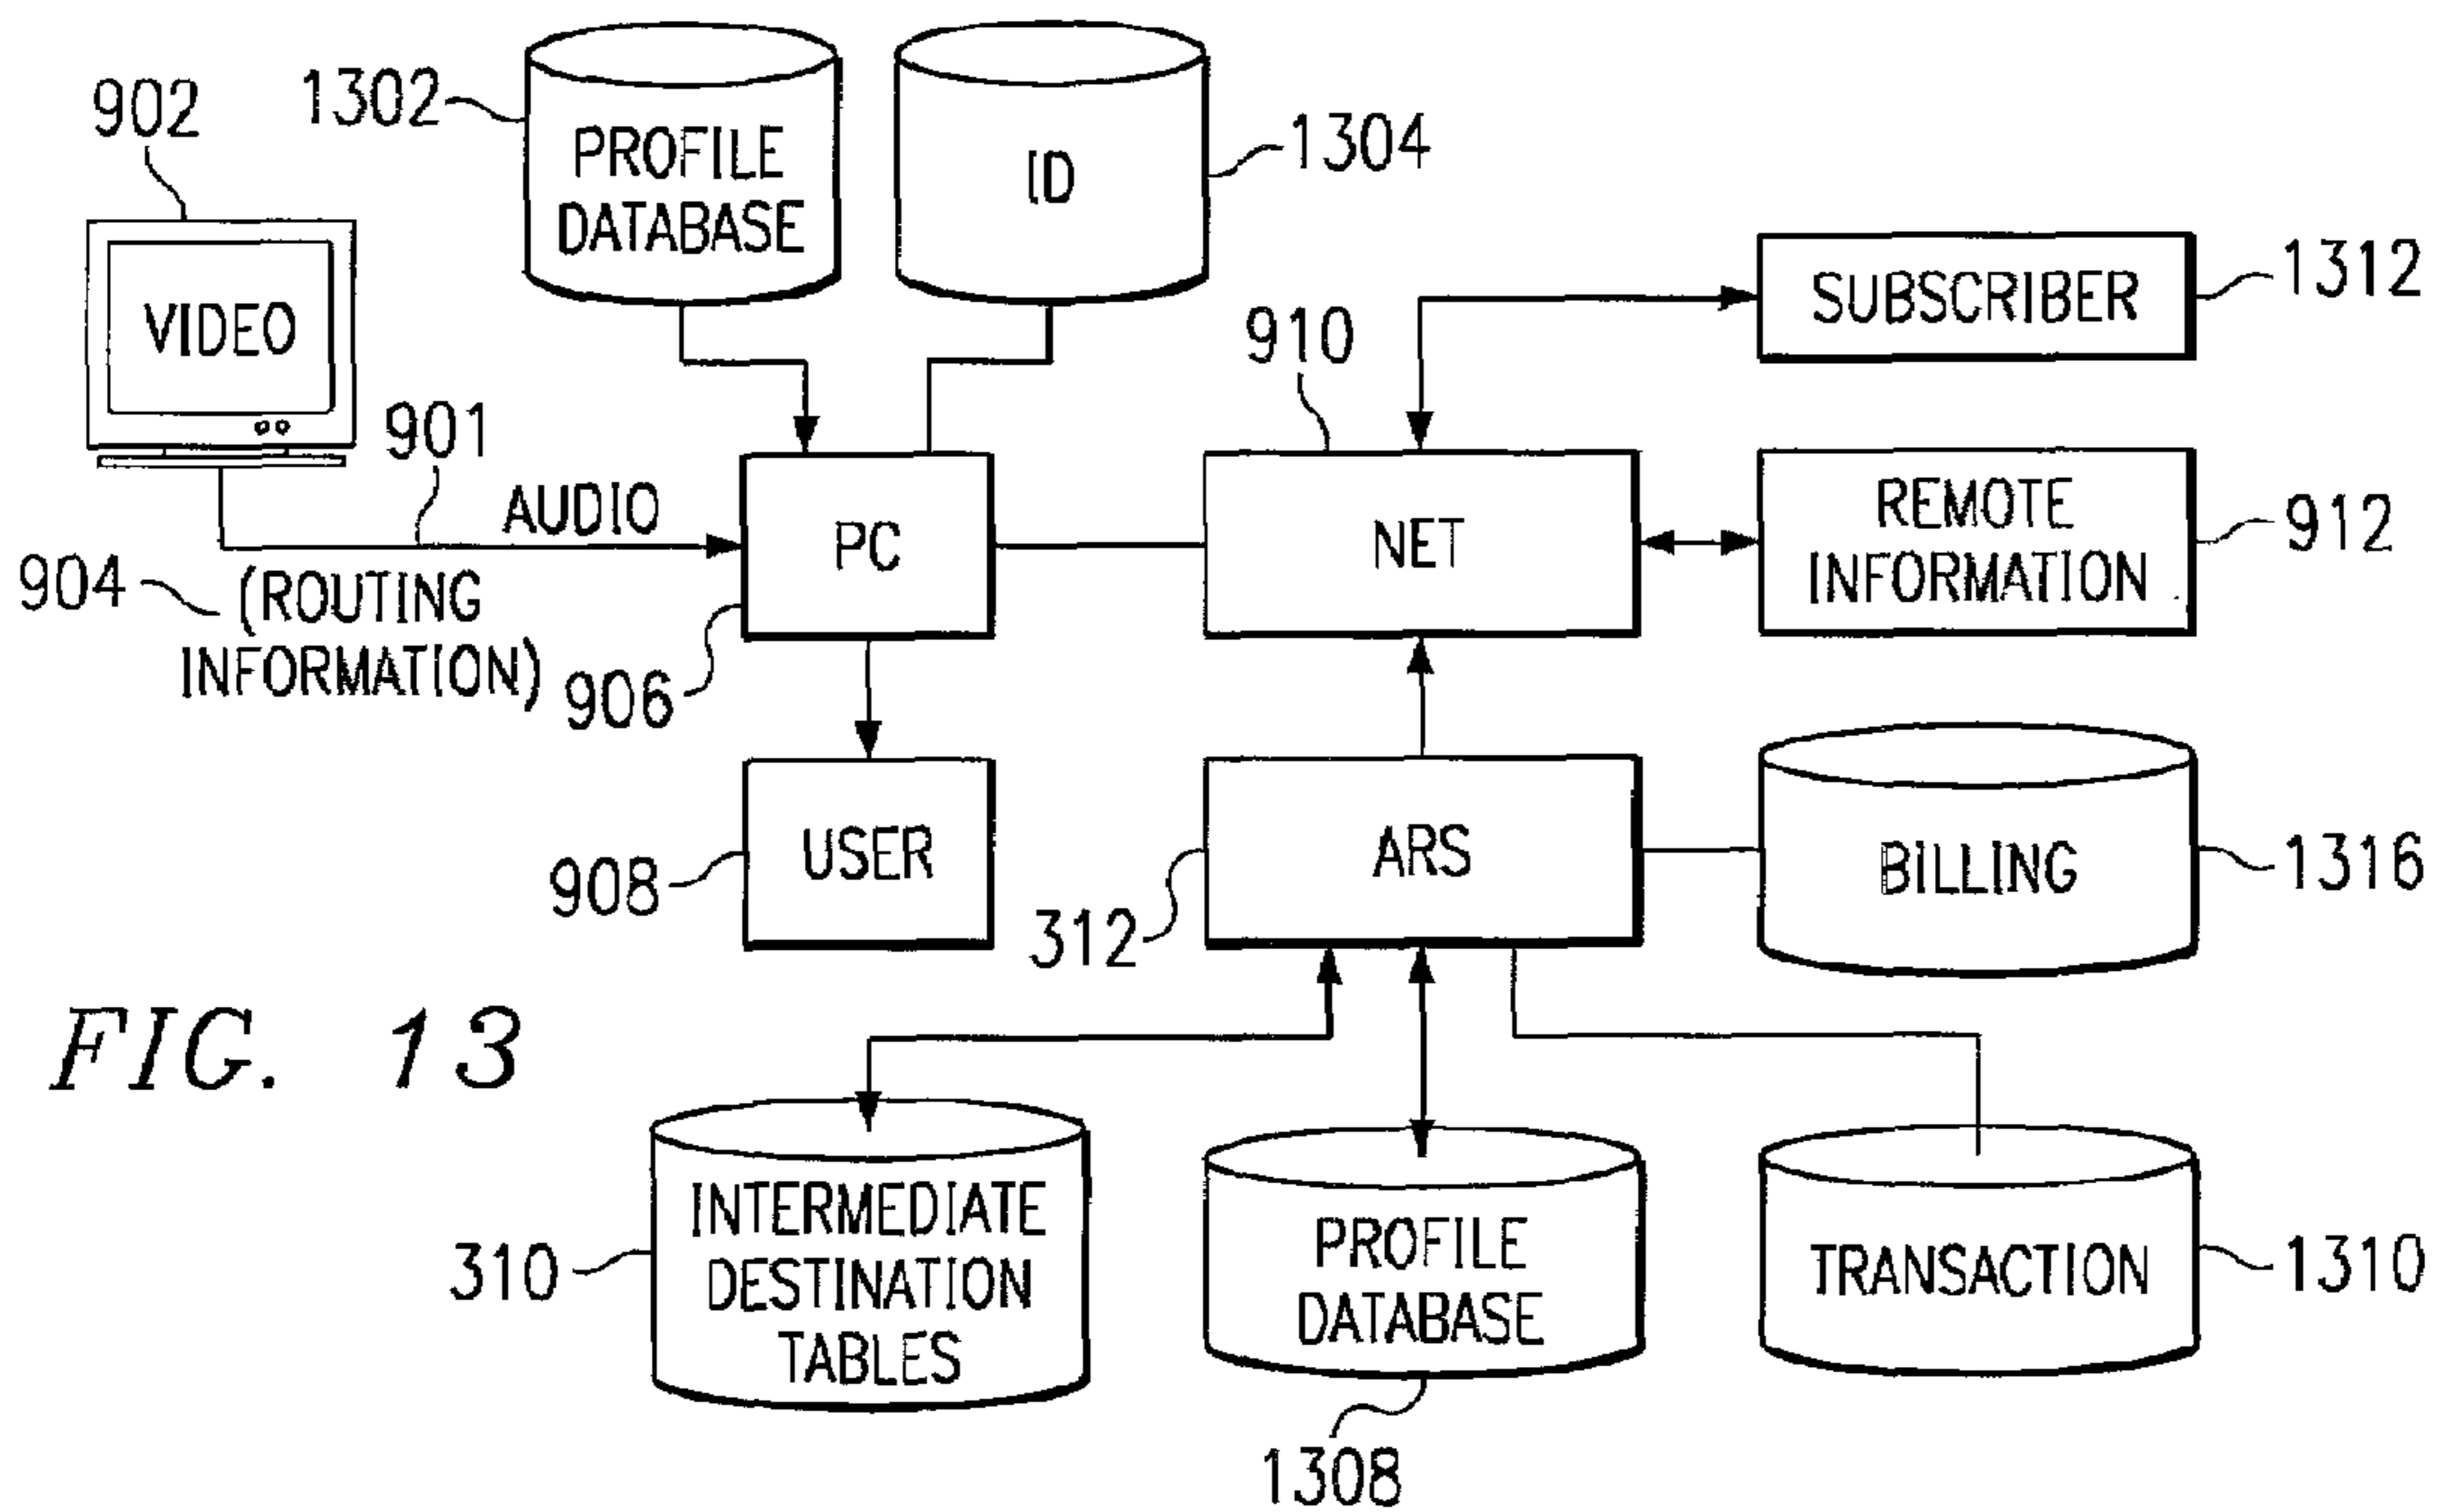 902
1302
PROFILE
DATABASE
ID
1304
VIDEO
901
AUDIO
904
(ROUTING
INFORMATION)
906
PC
910
NET
SUBSCRIBER
1312
REMOTE
INFORMATION
912
908
USER
312
ARS
BILLING
1316
FIG. 13
310
INTERMEDIATE
DESTINATION
TABLES
PROFILE
DATABASE
1308
TRANSACTION
1310